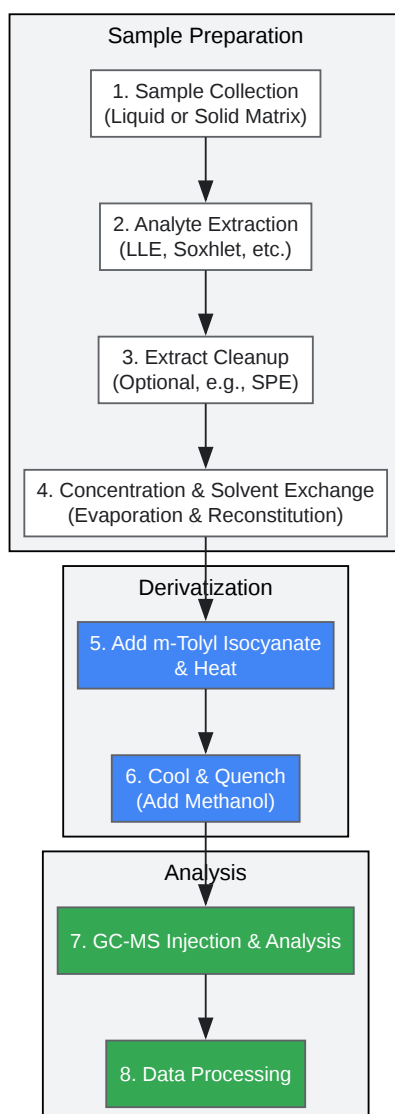 Sample Preparation
1. Sample Collection
(Liquid or Solid Matrix)
2. Analyte Extraction
(LLE, Soxhlet, etc.)
3. Extract Cleanup
(Optional, e.g., SPE)
4. Concentration & Solvent Exchange
(Evaporation & Reconstitution)
Derivatization
5. Add m-Tolyl Isocyanate
& Heat
6. Cool & Quench
(Add Methanol)
Analysis
7. GC-MS Injection & Analysis
8. Data Processing